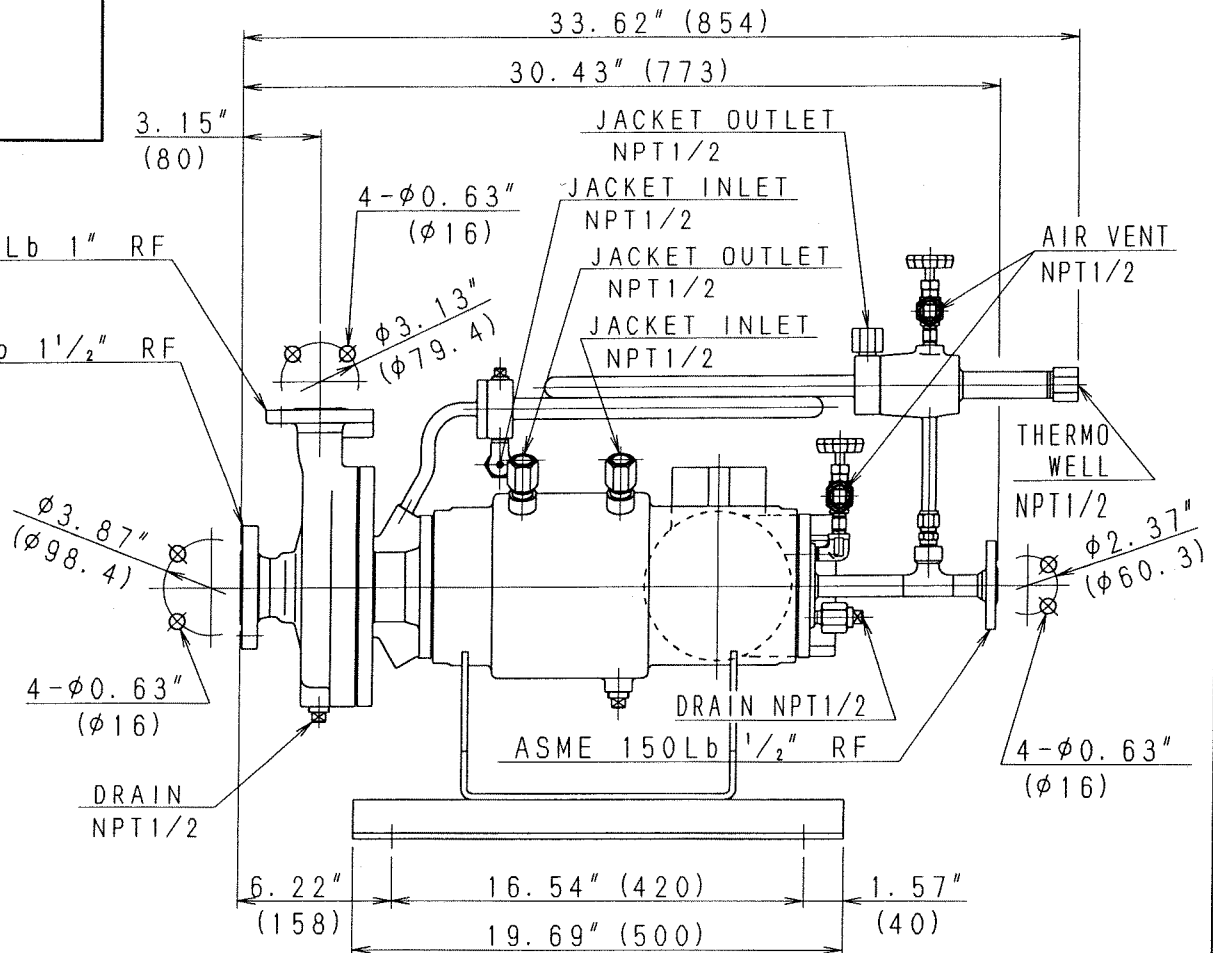 33.62" (854)
30.43" (773)
3.15"
(80)
JACKET OUTLET
NPT1/2
4-φ0.63"
(φ16)
JACKET INLET
NPT1/2
AIR VENT
NPT1/2
Lb 1" RF
JACKET OUTLET
NPT1/2
φ3.13"
(φ79.4)
JACKET INLET
NPT1/2
1 1/2" RF
THERMO
WELL
NPT1/2
φ3.87"
(φ98.4)
φ2.37"
(φ60.3)
4-φ0.63"
(φ16)
DRAIN NPT1/2
ASME 150Lb 1/2" RF
4-φ0.63"
(φ16)
DRAIN
NPT1/2
6.22"
(158)
16.54" (420)
1.57"
(40)
19.69" (500)